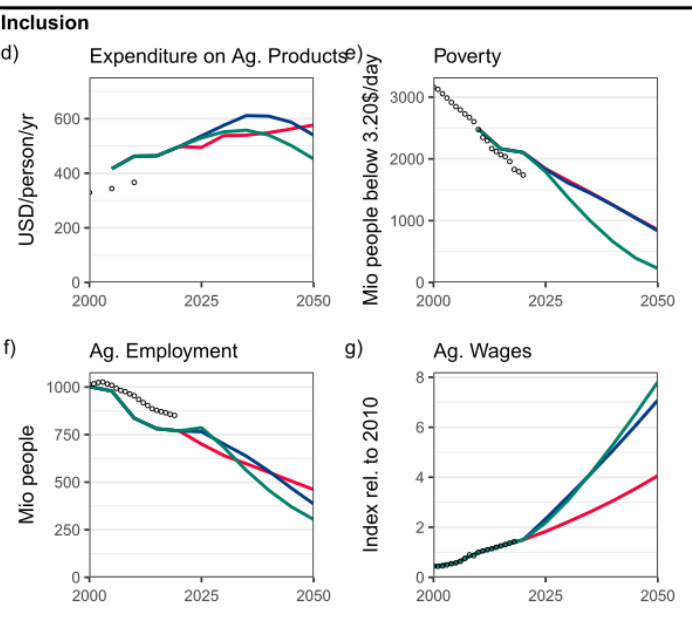 Inclusion
d) Expenditure on Ag. Products
USD/person/yr
600
400
200
0
2000 2025 2050
e) Poverty
Mio people below 3.20$/day
3000
2000
1000
0
2000 2025 2050
f) Ag. Employment
Mio people
1000
750
500
250
0
2000 2025 2050
g) Ag. Wages
Index rel. to 2010
8
6
4
2
0
2000 2025 2050